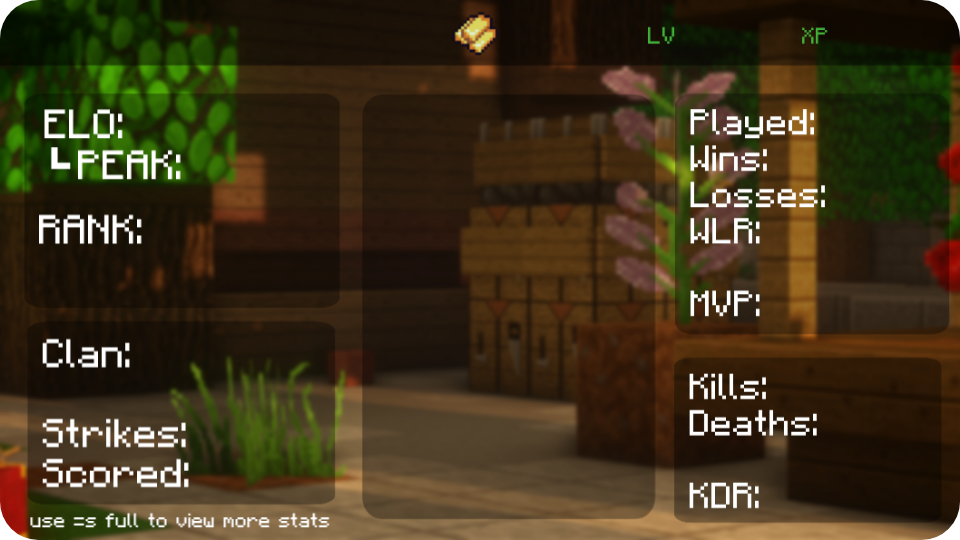 LV
XP
ELO:
PEAK:
RANK:
Clan:
Strikes:
Scored:
use =s full to view more stats
Played:
Wins:
Losses:
WLR:
MVP:
Kills:
Deaths:
KDR: